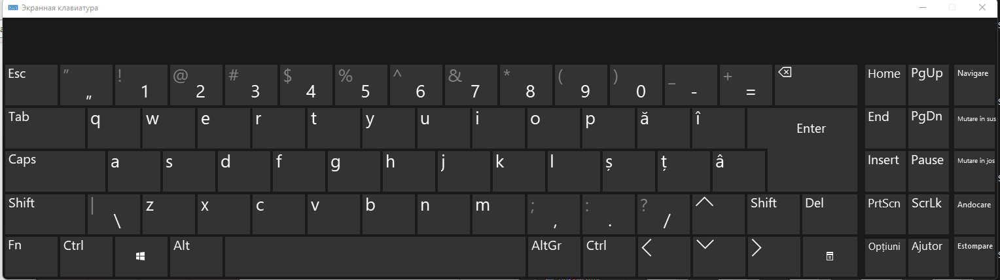 Экранная клавиатура
Esc ” „ ! 1 @ 2 # 3 $ 4 % 5 ^ 6 & 7 * 8 ( 9 ) 0 _ - + = Home PgUp Navigare
Tab q w e r t y u i o p ă î Enter End PgDn Mutare în sus
Caps a s d f g h j k l ș ț â Insert Pause Mutare în jos
Shift | \ z x c v b n m ; , : . ? / Shift Del PrtScn ScrLk Andocare
Fn Ctrl Alt AltGr Ctrl Opțiuni Ajutor Estompare